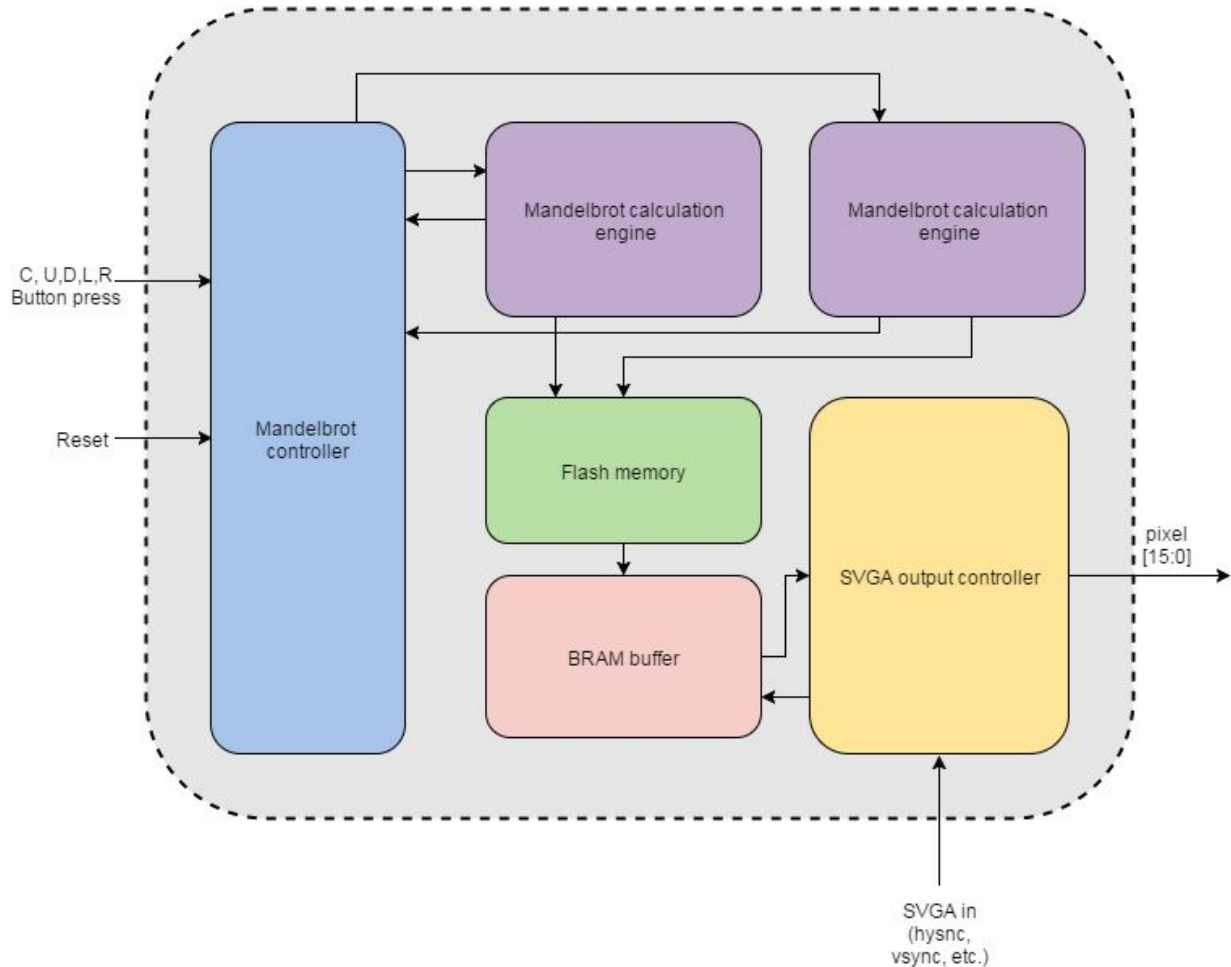 Mandelbrot calculation
engine
Mandelbrot calculation
engine
C, U,D,L,R
Button press
Reset
Mandelbrot
controller
Flash memory
pixel
[15:0]
SVGA output controller
BRAM buffer
SVGA in
(hysnc,
vsync, etc.)